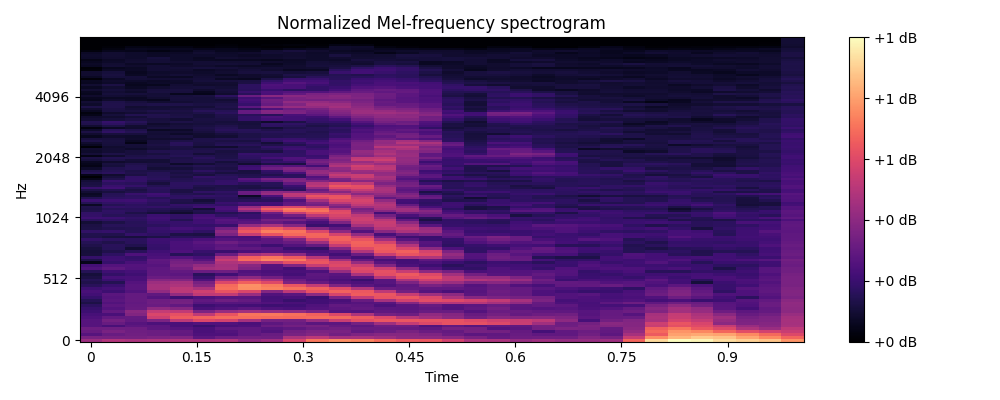 Normalized Mel-frequency spectrogram
Hz
4096
2048
1024
512
0
0 0.15 0.3 0.45 0.6 0.75 0.9
Time
+1 dB
+1 dB
+1 dB
+0 dB
+0 dB
+0 dB